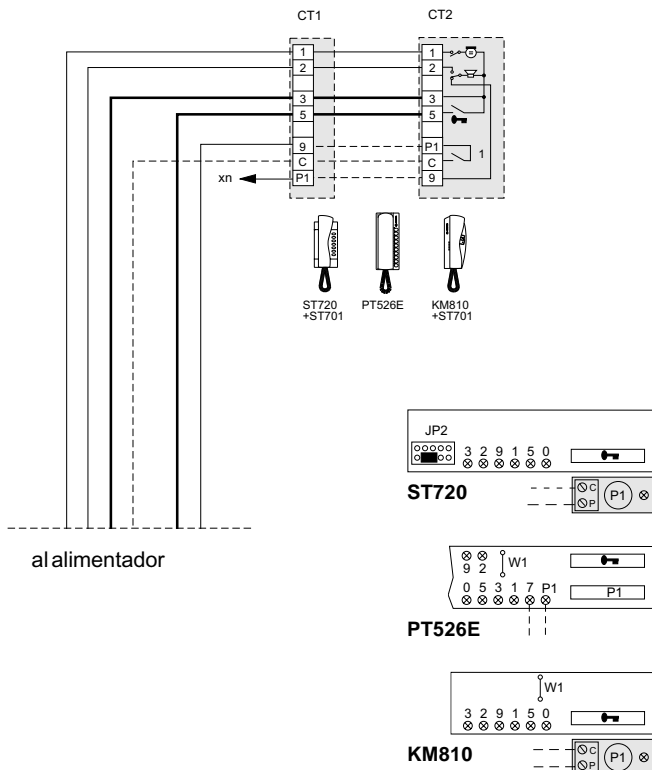 CT1 CT2
1 1
2 2
3 3
5 5
9 P1
C C 1
xn P1 9
ST720 PT526E KM810
+ST701 +ST701
JP2
3 2 9 1 5 0
ST720
C P1
P
al alimentador
9 2 W1
0 5 3 1 7 P1 P1
PT526E
W1
3 2 9 1 5 0
KM810
C P1
P